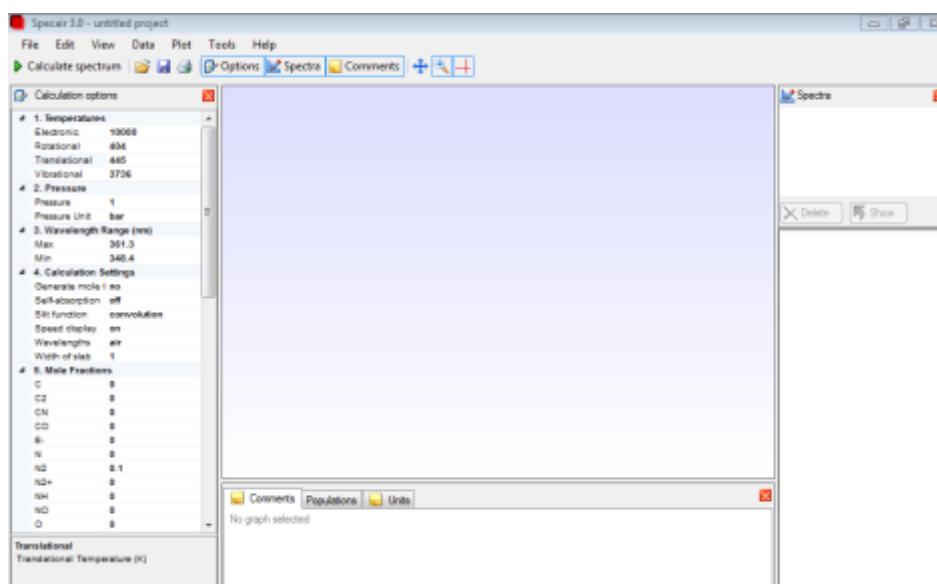 Specair 3.0 - untitled project
File Edit View Data Plot Tools Help
Calculate spectrum Options Spectra Comments
Calculation options
1. Temperatures
Electronic 10000
Rotational 404
Translational 445
Vibrational 3736
2. Pressure
Pressure 1
Pressure Unit bar
3. Wavelength Range (nm)
Max 361.3
Min 348.4
4. Calculation Settings
Generate mole f no
Self-absorption off
Slit function convolution
Speed display on
Wavelengths air
Width of slab 1
5. Mole Fractions
C 0
C2 0
CN 0
CO 0
E- 0
N 0
N2 0.1
N2+ 0
NH 0
NO 0
O 0
Translational
Translational Temperature (K)
Comments Populations Units
No graph selected
Spectra
Delete Show